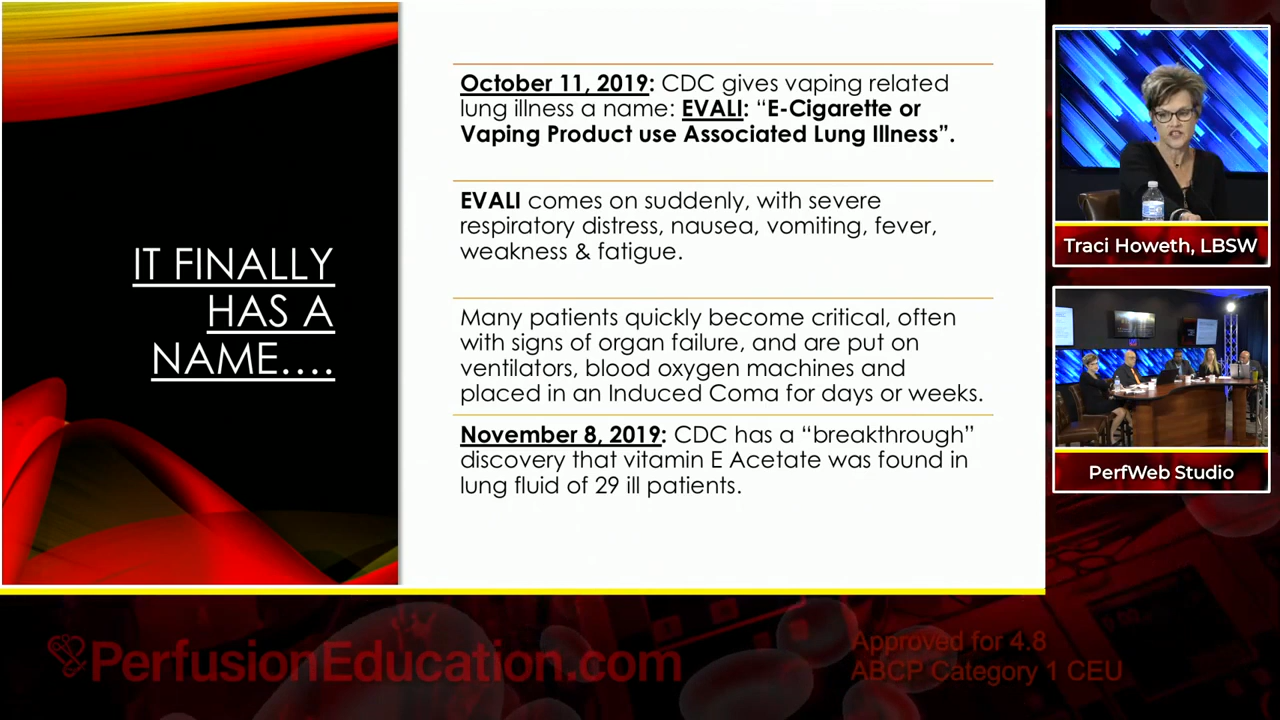 IT FINALLY
HAS A
NAME….
October 11, 2019: CDC gives vaping related
lung illness a name: EVALI: “E-Cigarette or
Vaping Product use Associated Lung Illness”.
EVALI comes on suddenly, with severe
respiratory distress, nausea, vomiting, fever,
weakness & fatigue.
Many patients quickly become critical, often
with signs of organ failure, and are put on
ventilators, blood oxygen machines and
placed in an Induced Coma for days or weeks.
November 8, 2019: CDC has a “breakthrough”
discovery that vitamin E Acetate was found in
lung fluid of 29 ill patients.
Traci Howeth, LBSW
PerfWeb Studio
PerfusionEducation.com
Approved for 4.8
ABCP Category 1 CEU